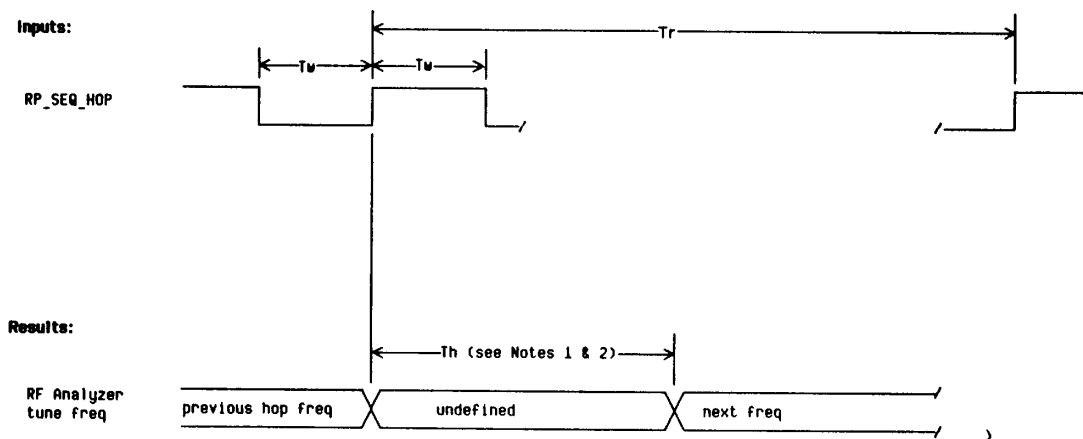 Inputs:
Tr
Tw
Tw
RP_SEQ_HOP
Results:
Th (see Notes 1 & 2)
RF Analyzer
tune freq
previous hop freq
undefined
next freq